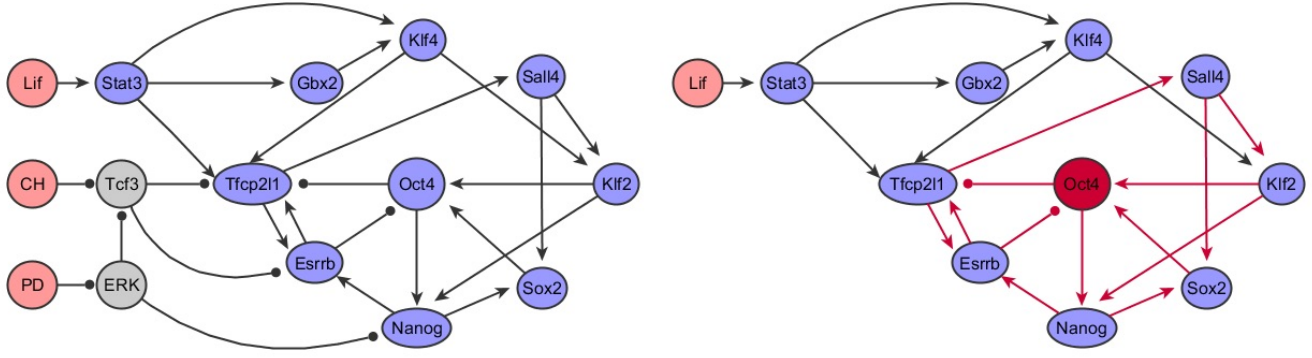 Lif
Stat3
Gbx2
Klf4
Sall4
CH
Tcf3
Tfcp2l1
Oct4
Klf2
PD
ERK
Esrrb
Sox2
Nanog
Lif
Stat3
Gbx2
Klf4
Sall4
Tfcp2l1
Oct4
Klf2
Esrrb
Sox2
Nanog